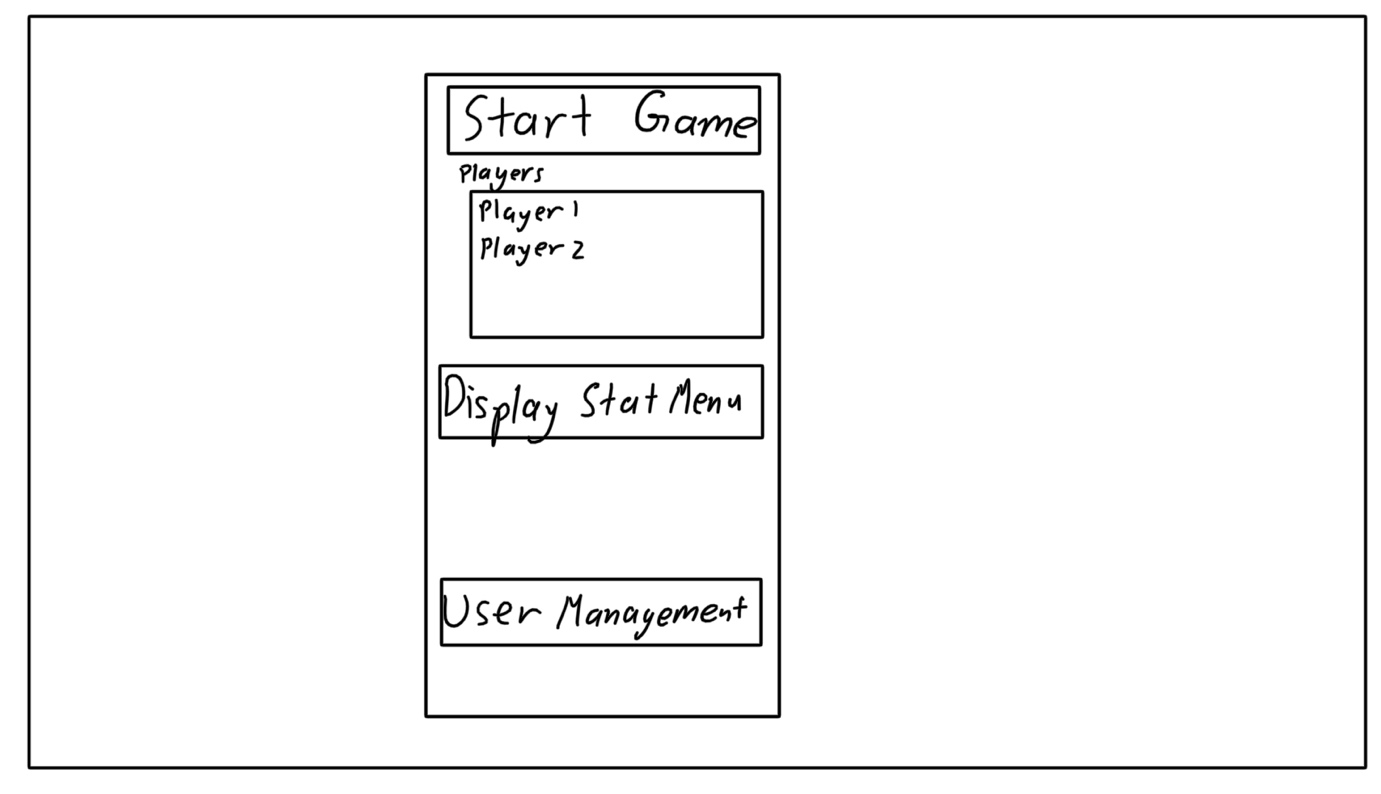 Start Game
Players
Player 1
Player 2
Display Stat Menu
User Management